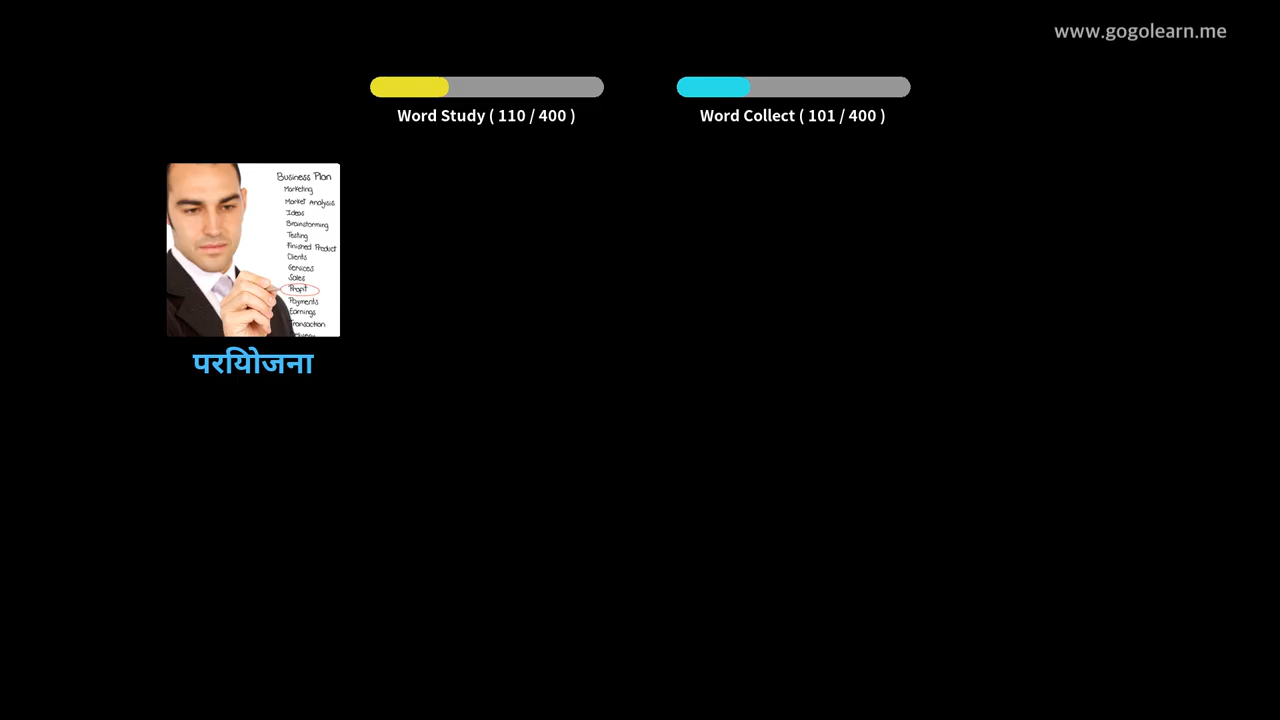 www.gogolearn.me
Word Study ( 110 / 400 )
Word Collect ( 101 / 400 )
Business Plan
Marketing
Market Analysis
Ideas
Brainstorming
Testing
Finished Product
Clients
Services
Sales
Profit
Payments
Earnings
Transaction
Delivery
परियोजना